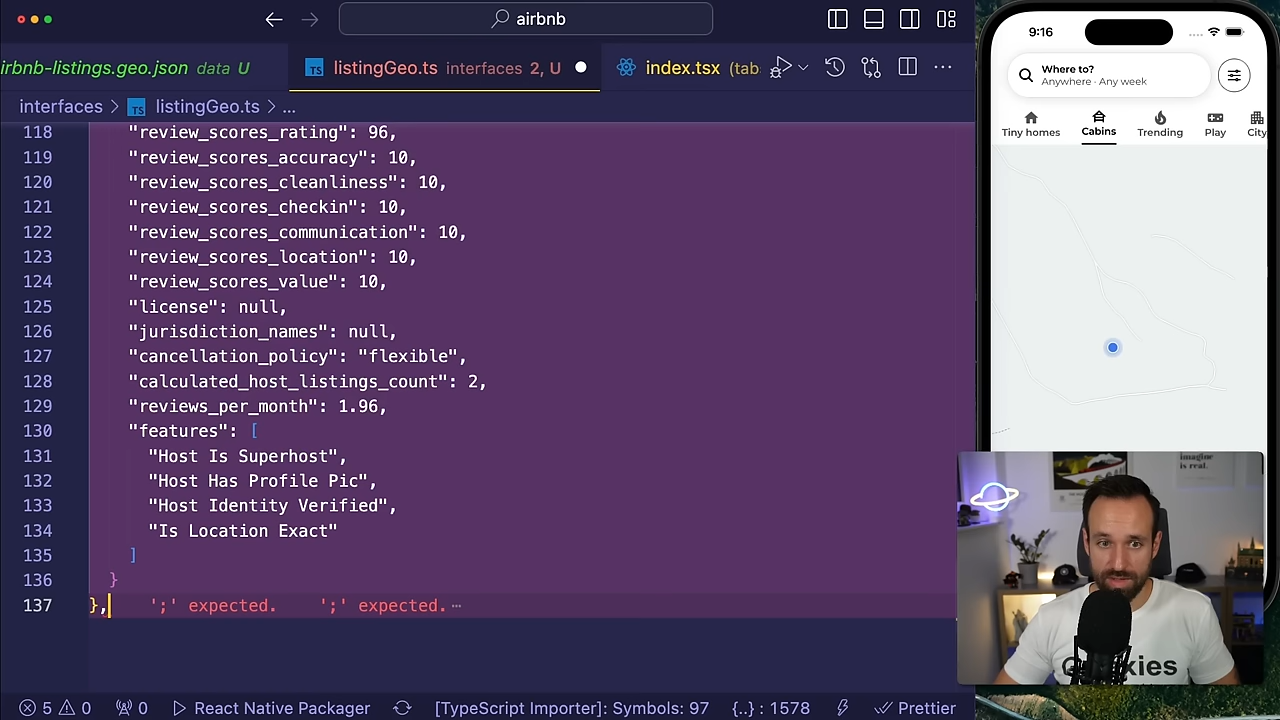 airbnb
irbnb-listings.geo.json data U
listingGeo.ts interfaces 2, U
index.tsx (tab
interfaces > listingGeo.ts > ...
118 "review_scores_rating": 96,
119 "review_scores_accuracy": 10,
120 "review_scores_cleanliness": 10,
121 "review_scores_checkin": 10,
122 "review_scores_communication": 10,
123 "review_scores_location": 10,
124 "review_scores_value": 10,
125 "license": null,
126 "jurisdiction_names": null,
127 "cancellation_policy": "flexible",
128 "calculated_host_listings_count": 2,
129 "reviews_per_month": 1.96,
130 "features": [
131 "Host Is Superhost",
132 "Host Has Profile Pic",
133 "Host Identity Verified",
134 "Is Location Exact"
135 ]
136 }
137 }, ';' expected. ';' expected. ...
5 0 0 React Native Packager [TypeScript Importer]: Symbols: 97 {..} : 1578 Prettier
9:16
Where to?
Anywhere · Any week
Tiny homes
Cabins
Trending
Play
City
imagine
is real.